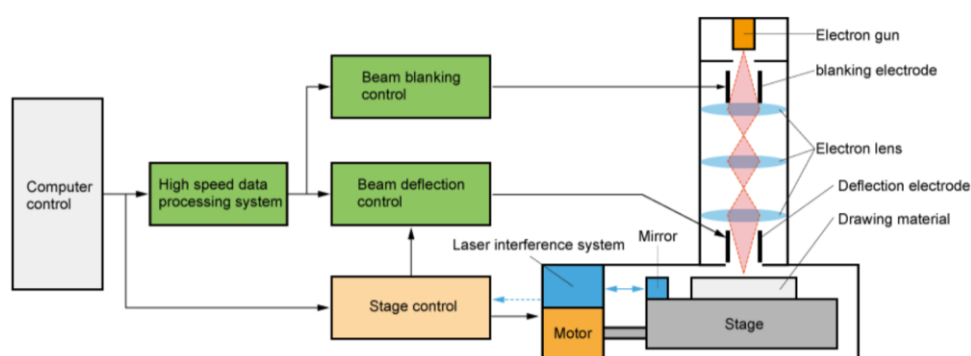 Electron gun
Beam blanking
control
blanking electrode
Computer
control
High speed data
processing system
Beam deflection
control
Electron lens
Deflection electrode
Drawing material
Laser interference system
Mirror
Stage control
Motor
Stage